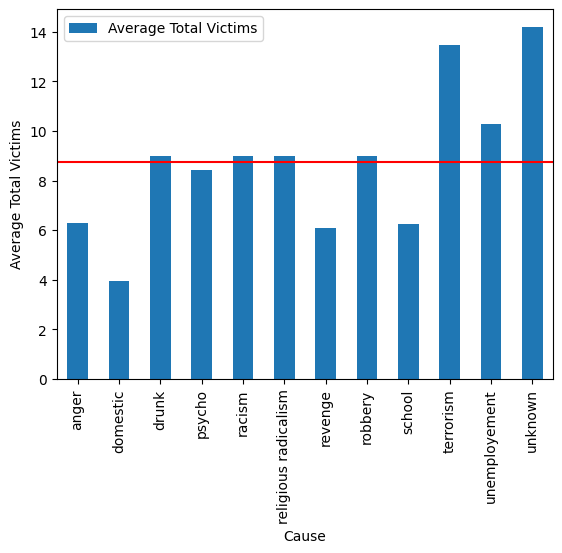 Average Total Victims
Average Total Victims
14
12
10
8
6
4
2
0
anger
domestic
drunk
psycho
racism
religious radicalism
revenge
robbery
school
terrorism
unemployement
unknown
Cause